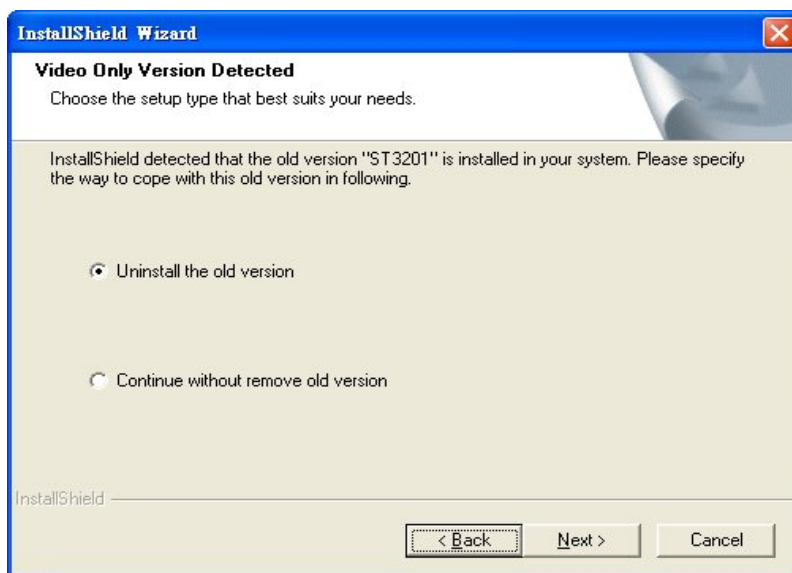 InstallShield Wizard
Video Only Version Detected
Choose the setup type that best suits your needs.
InstallShield detected that the old version "ST3201" is installed in your system. Please specify
the way to cope with this old version in following.
Uninstall the old version
Continue without remove old version
InstallShield
< Back
Next >
Cancel